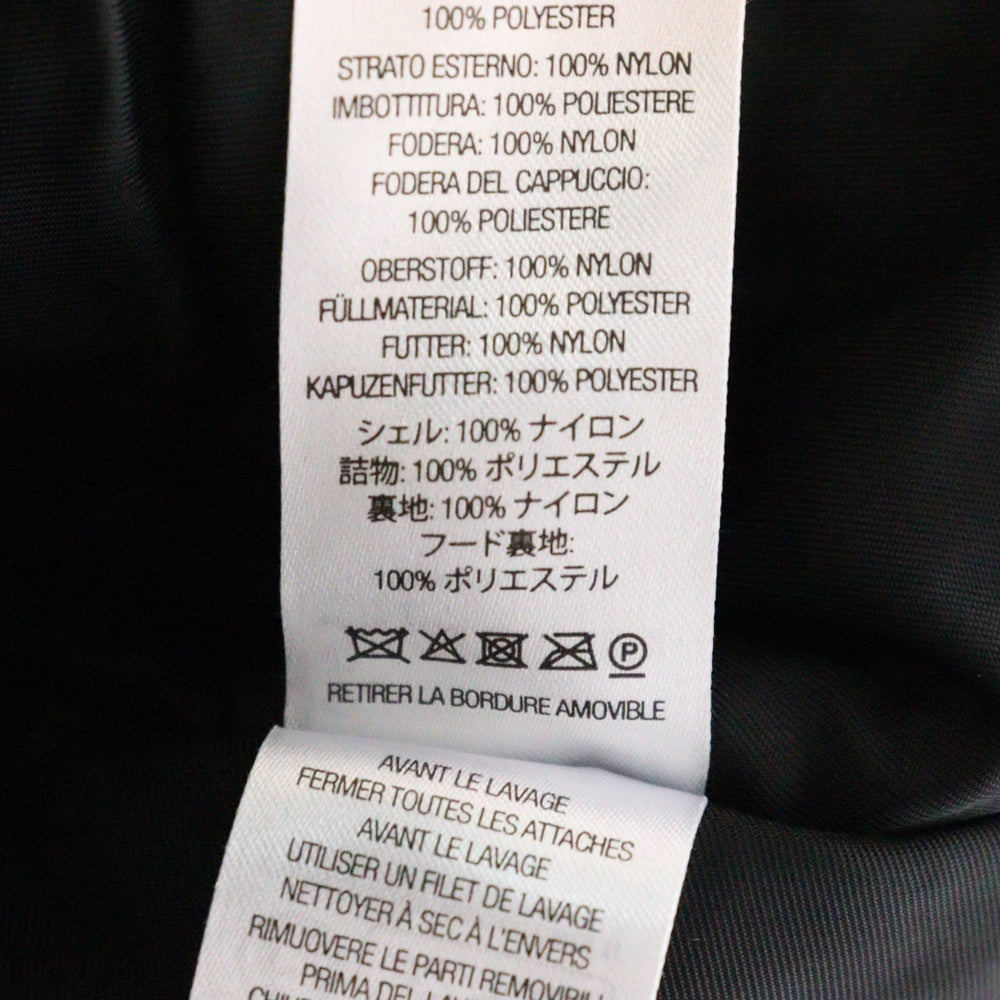 100% POLYESTER
STRATO ESTERNO: 100% NYLON
IMBOTTITURA: 100% POLIESTERE
FODERA: 100% NYLON
FODERA DEL CAPPUCCIO:
100% POLIESTERE
OBERSTOFF: 100% NYLON
FÜLLMATERIAL: 100% POLYESTER
FUTTER: 100% NYLON
KAPUZENFUTTER: 100% POLYESTER
シェル: 100% ナイロン
詰物: 100% ポリエステル
裏地: 100% ナイロン
フード裏地:
100% ポリエステル
P
RETIRER LA BORDURE AMOVIBLE
AVANT LE LAVAGE
FERMER TOUTES LES ATTACHES
AVANT LE LAVAGE
UTILISER UN FILET DE LAVAGE
NETTOYER À SEC À L'ENVERS
RIMUOVERE LE PARTI REMOVIBILI
PRIMA DEL